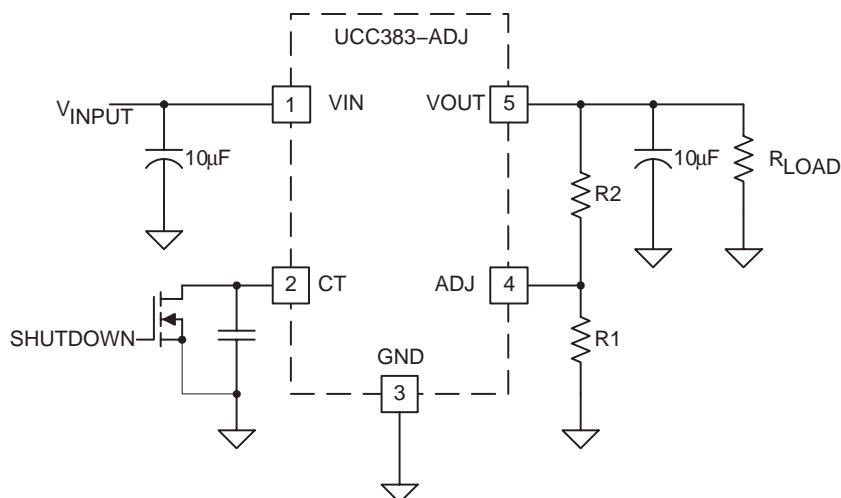 UCC383–ADJ
VINPUT
1
VIN
VOUT
5
10μF
10μF
RLOAD
R2
2
CT
ADJ
4
SHUTDOWN
R1
GND
3